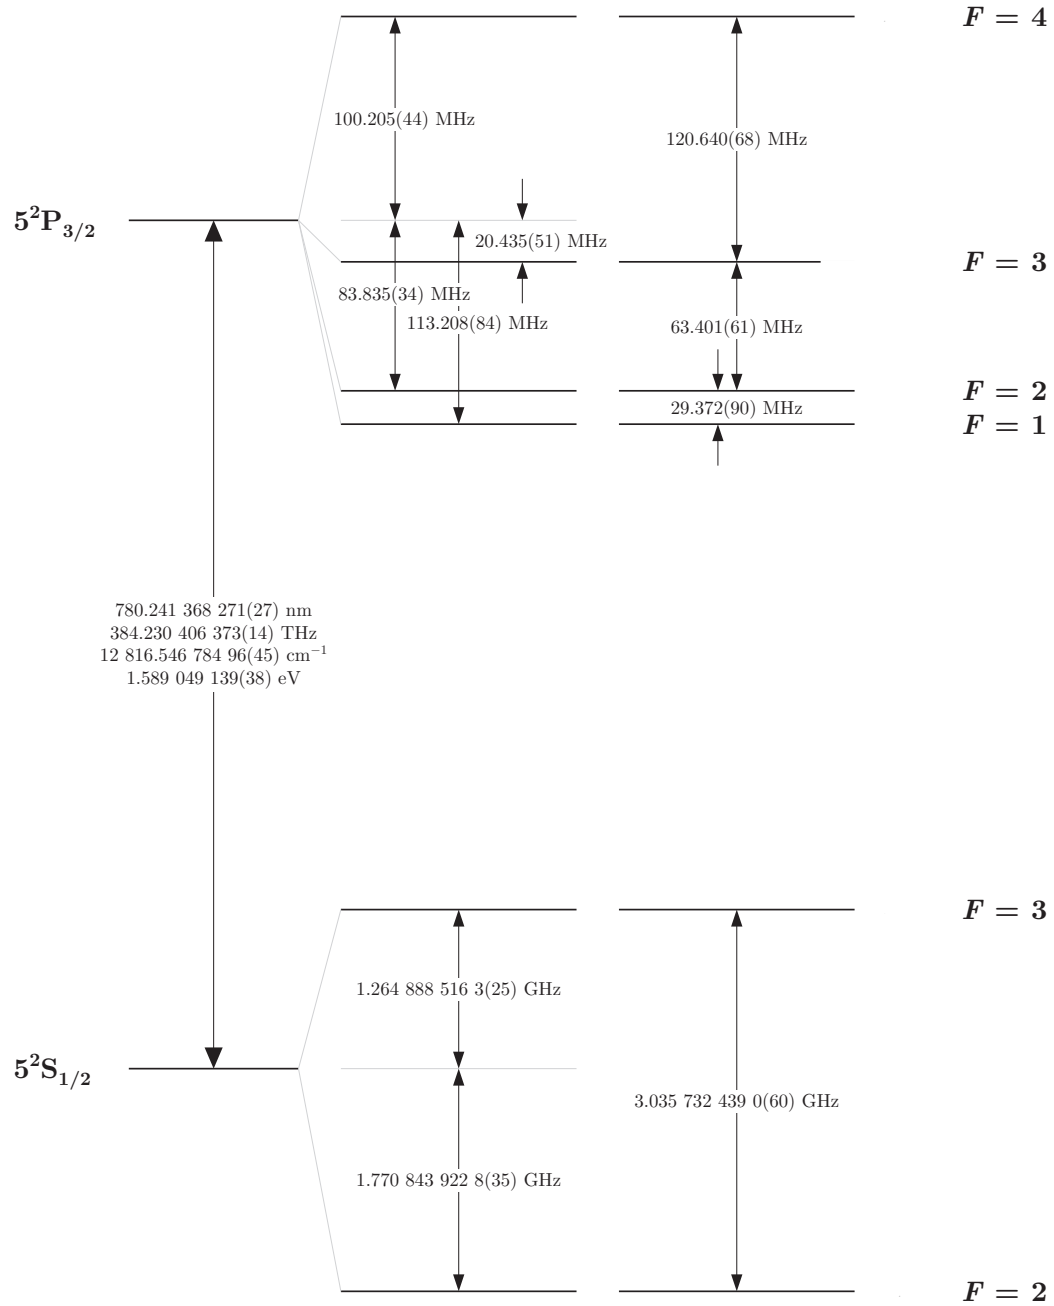 F = 4
100.205(44) MHz
120.640(68) MHz
5²P₃/₂
20.435(51) MHz
F = 3
83.835(34) MHz
113.208(84) MHz
63.401(61) MHz
F = 2
29.372(90) MHz
F = 1
780.241 368 271(27) nm
384.230 406 373(14) THz
12 816.546 784 96(45) cm⁻¹
1.589 049 139(38) eV
F = 3
1.264 888 516 3(25) GHz
5²S₁/₂
3.035 732 439 0(60) GHz
1.770 843 922 8(35) GHz
F = 2